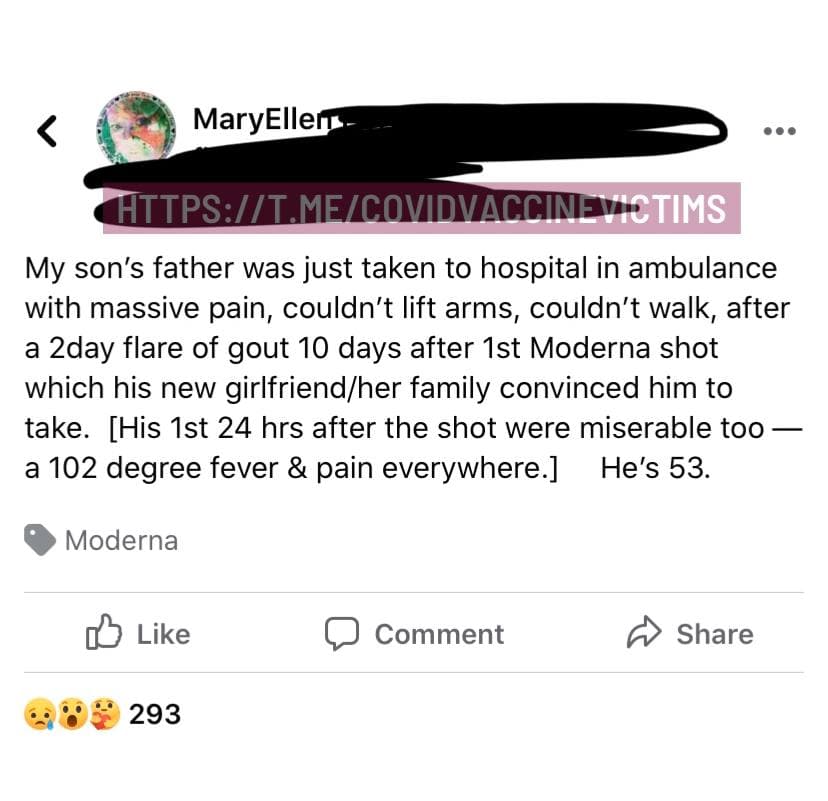 MaryEllen
HTTPS://T.ME/COVIDVACCINEVICTIMS
My son’s father was just taken to hospital in ambulance
with massive pain, couldn’t lift arms, couldn’t walk, after
a 2day flare of gout 10 days after 1st Moderna shot
which his new girlfriend/her family convinced him to
take.  [His 1st 24 hrs after the shot were miserable too —
a 102 degree fever & pain everywhere.]     He’s 53.
Moderna
Like Comment Share
293